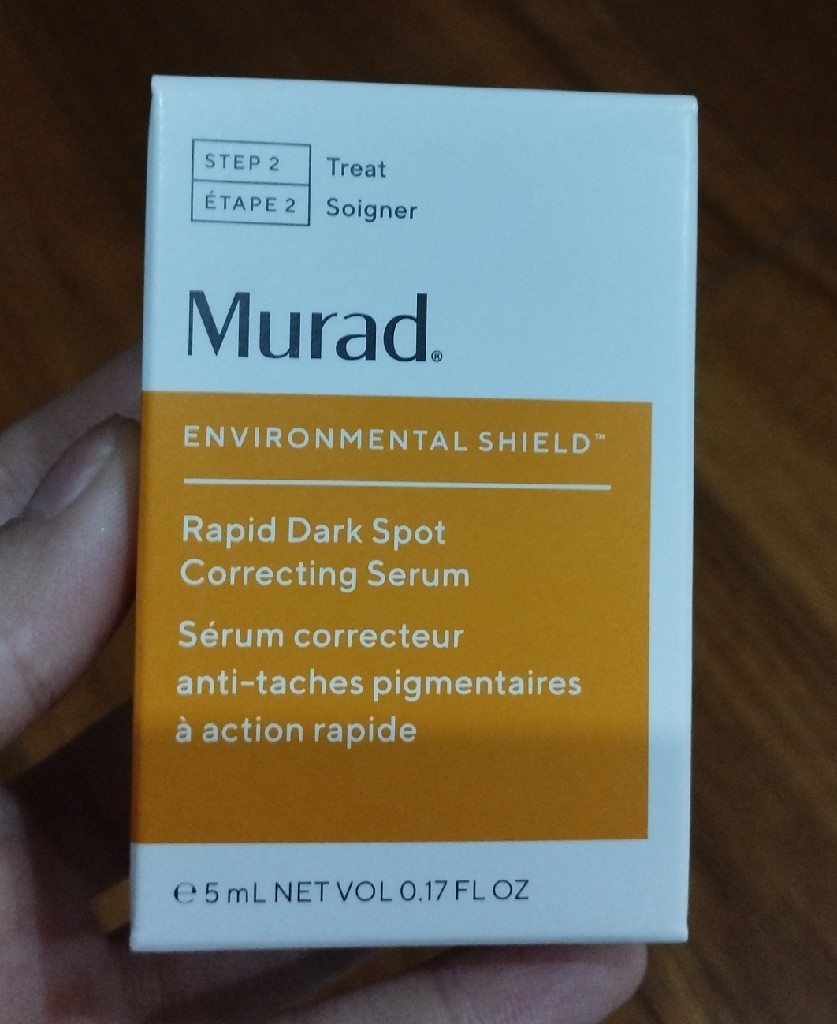 STEP 2 Treat
ÉTAPE 2 Soigner
Murad®
ENVIRONMENTAL SHIELD™
Rapid Dark Spot
Correcting Serum
Sérum correcteur
anti-taches pigmentaires
à action rapide
℮ 5 mL NET VOL 0.17 FL OZ